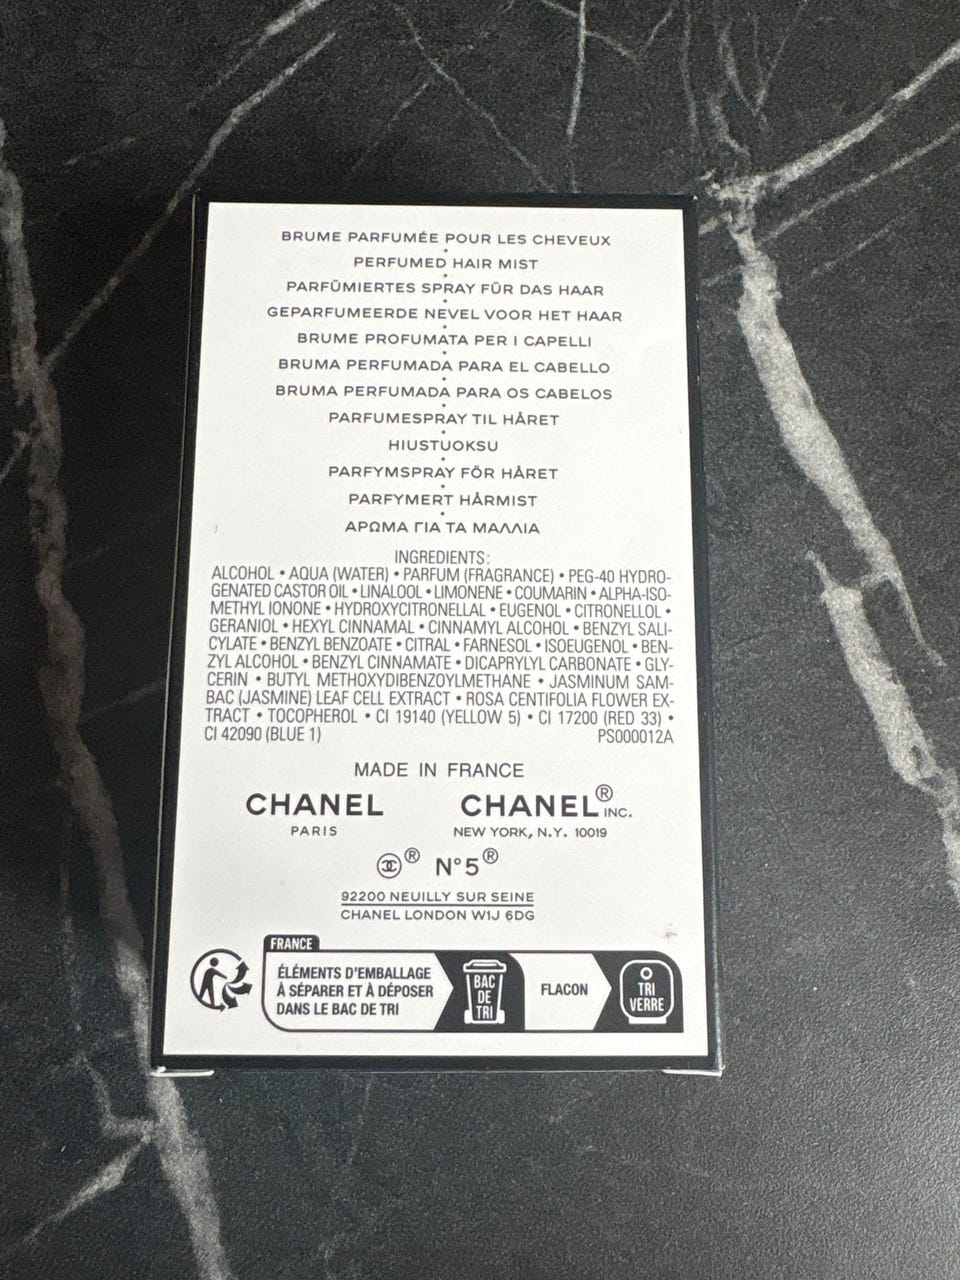 BRUME PARFUMÉE POUR LES CHEVEUX
•
PERFUMED HAIR MIST
•
PARFÜMIERTES SPRAY FÜR DAS HAAR
•
GEPARFUMEERDE NEVEL VOOR HET HAAR
•
BRUME PROFUMATA PER I CAPELLI
•
BRUMA PERFUMADA PARA EL CABELLO
•
BRUMA PERFUMADA PARA OS CABELOS
•
PARFUMESPRAY TIL HÅRET
•
HIUSTUOKSU
•
PARFYMSPRAY FÖR HÅRET
•
PARFYMERT HÅRMIST
•
ΑΡΩΜΑ ΓΙΑ ΤΑ ΜΑΛΛΙΑ
INGREDIENTS:
ALCOHOL • AQUA (WATER) • PARFUM (FRAGRANCE) • PEG-40 HYDRO-
GENATED CASTOR OIL • LINALOOL • LIMONENE • COUMARIN • ALPHA-ISO-
METHYL IONONE • HYDROXYCITRONELLAL • EUGENOL • CITRONELLOL •
GERANIOL • HEXYL CINNAMAL • CINNAMYL ALCOHOL • BENZYL SALI-
CYLATE • BENZYL BENZOATE • CITRAL • FARNESOL • ISOEUGENOL • BEN-
ZYL ALCOHOL • BENZYL CINNAMATE • DICAPRYLYL CARBONATE • GLY-
CERIN • BUTYL METHOXYDIBENZOYLMETHANE • JASMINUM SAM-
BAC (JASMINE) LEAF CELL EXTRACT • ROSA CENTIFOLIA FLOWER EX-
TRACT • TOCOPHEROL • CI 19140 (YELLOW 5) • CI 17200 (RED 33) •
CI 42090 (BLUE 1) PS000012A
MADE IN FRANCE
CHANEL CHANEL® INC.
PARIS NEW YORK, N.Y. 10019
® N°5®
92200 NEUILLY SUR SEINE
CHANEL LONDON W1J 6DG
FRANCE
ÉLÉMENTS D'EMBALLAGE
À SÉPARER ET À DÉPOSER
DANS LE BAC DE TRI
BAC
DE
TRI
FLACON
TRI
VERRE